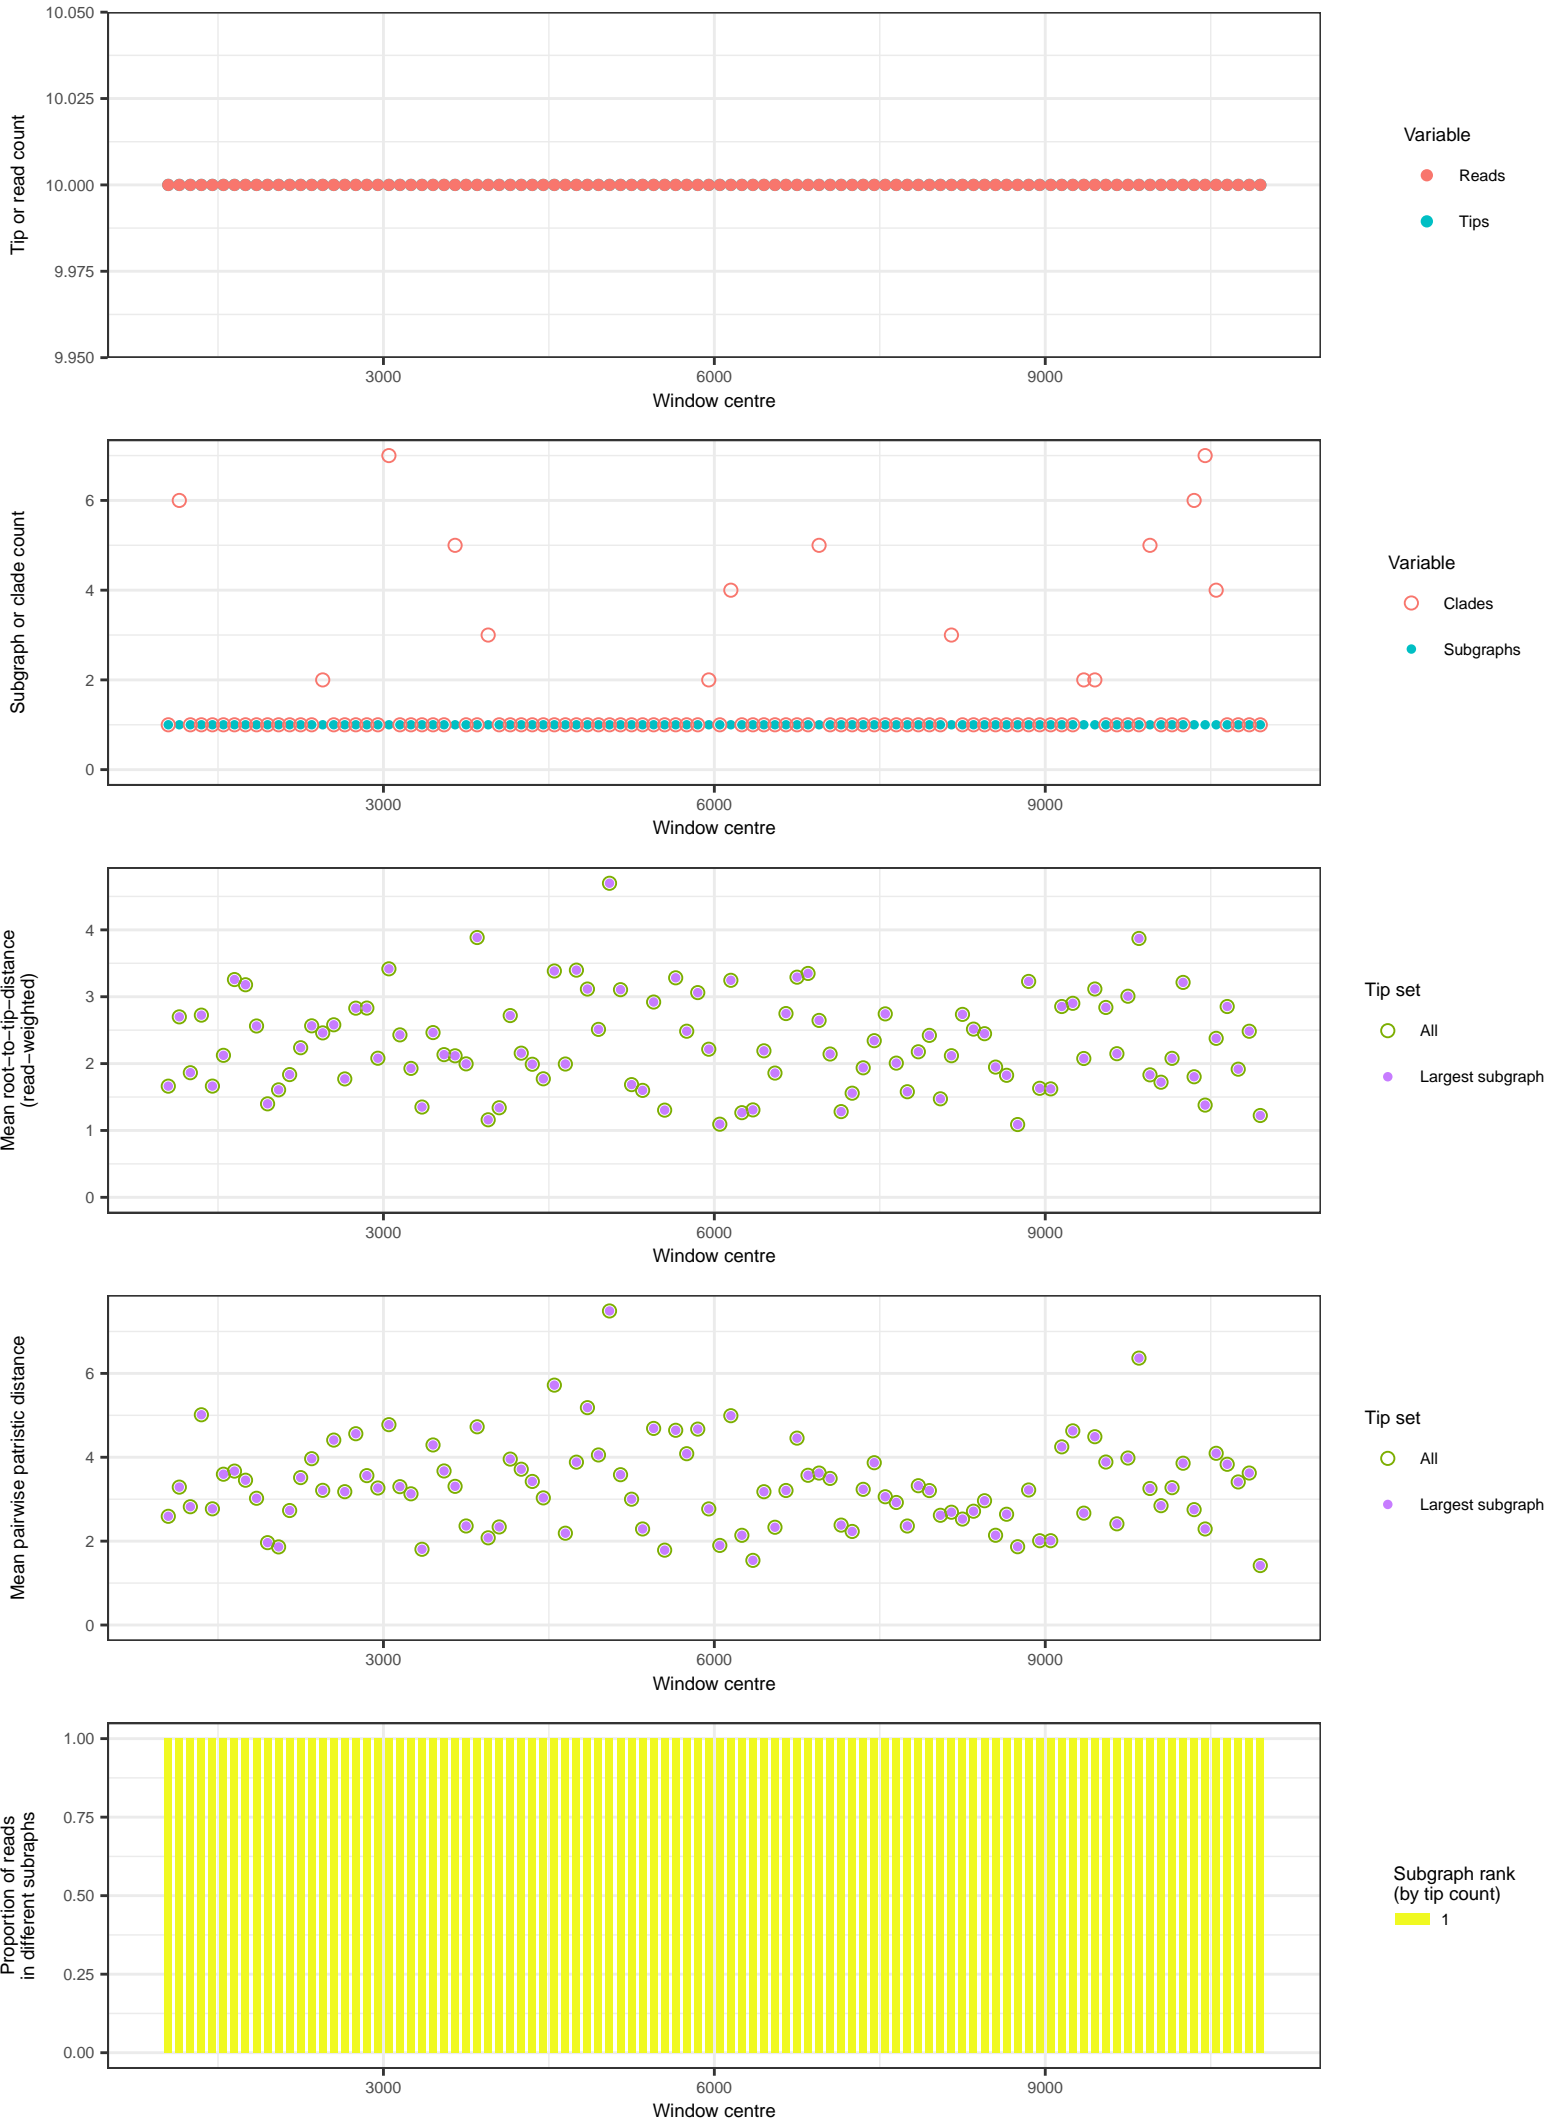 10.050
10.025
10.000
9.975
9.950
Tip or read count
3000
6000
9000
Window centre
Variable
Reads
Tips
6
4
2
0
Subgraph or clade count
3000
6000
9000
Window centre
Variable
Clades
Subgraphs
4
3
2
1
0
Mean root−to−tip−distance
(read−weighted)
3000
6000
9000
Window centre
Tip set
All
Largest subgraph
6
4
2
0
Mean pairwise patristic distance
3000
6000
9000
Window centre
Tip set
All
Largest subgraph
1.00
0.75
0.50
0.25
0.00
Proportion of reads
in different subraphs
3000
6000
9000
Window centre
Subgraph rank
(by tip count)
1